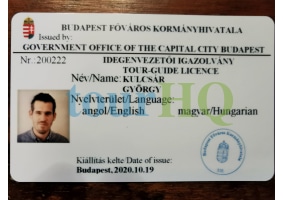 BUDAPEST FŐVÁROS KORMÁNYHIVATALA
Issued by:
GOVERNMENT OFFICE OF THE CAPITAL CITY BUDAPEST
Nr. 200222
IDEGENVEZETŐI IGAZOLVÁNY
TOUR-GUIDE LICENCE
Név/Name: KULCSÁR
GYÖRGY
Nyelvterület/Language:
angol/English magyar/Hungarian
Kiállítás kelte/Date of issue:
Budapest, 2020.10.19
HQ